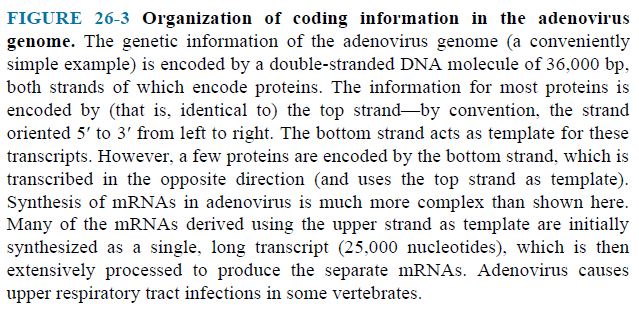 FIGURE 26-3 Organization of coding information in the adenovirus
genome. The genetic information of the adenovirus genome (a conveniently
simple example) is encoded by a double-stranded DNA molecule of 36,000 bp,
both strands of which encode proteins. The information for most proteins is
encoded by (that is, identical to) the top strand—by convention, the strand
oriented 5′ to 3′ from left to right. The bottom strand acts as template for these
transcripts. However, a few proteins are encoded by the bottom strand, which is
transcribed in the opposite direction (and uses the top strand as template).
Synthesis of mRNAs in adenovirus is much more complex than shown here.
Many of the mRNAs derived using the upper strand as template are initially
synthesized as a single, long transcript (25,000 nucleotides), which is then
extensively processed to produce the separate mRNAs. Adenovirus causes
upper respiratory tract infections in some vertebrates.